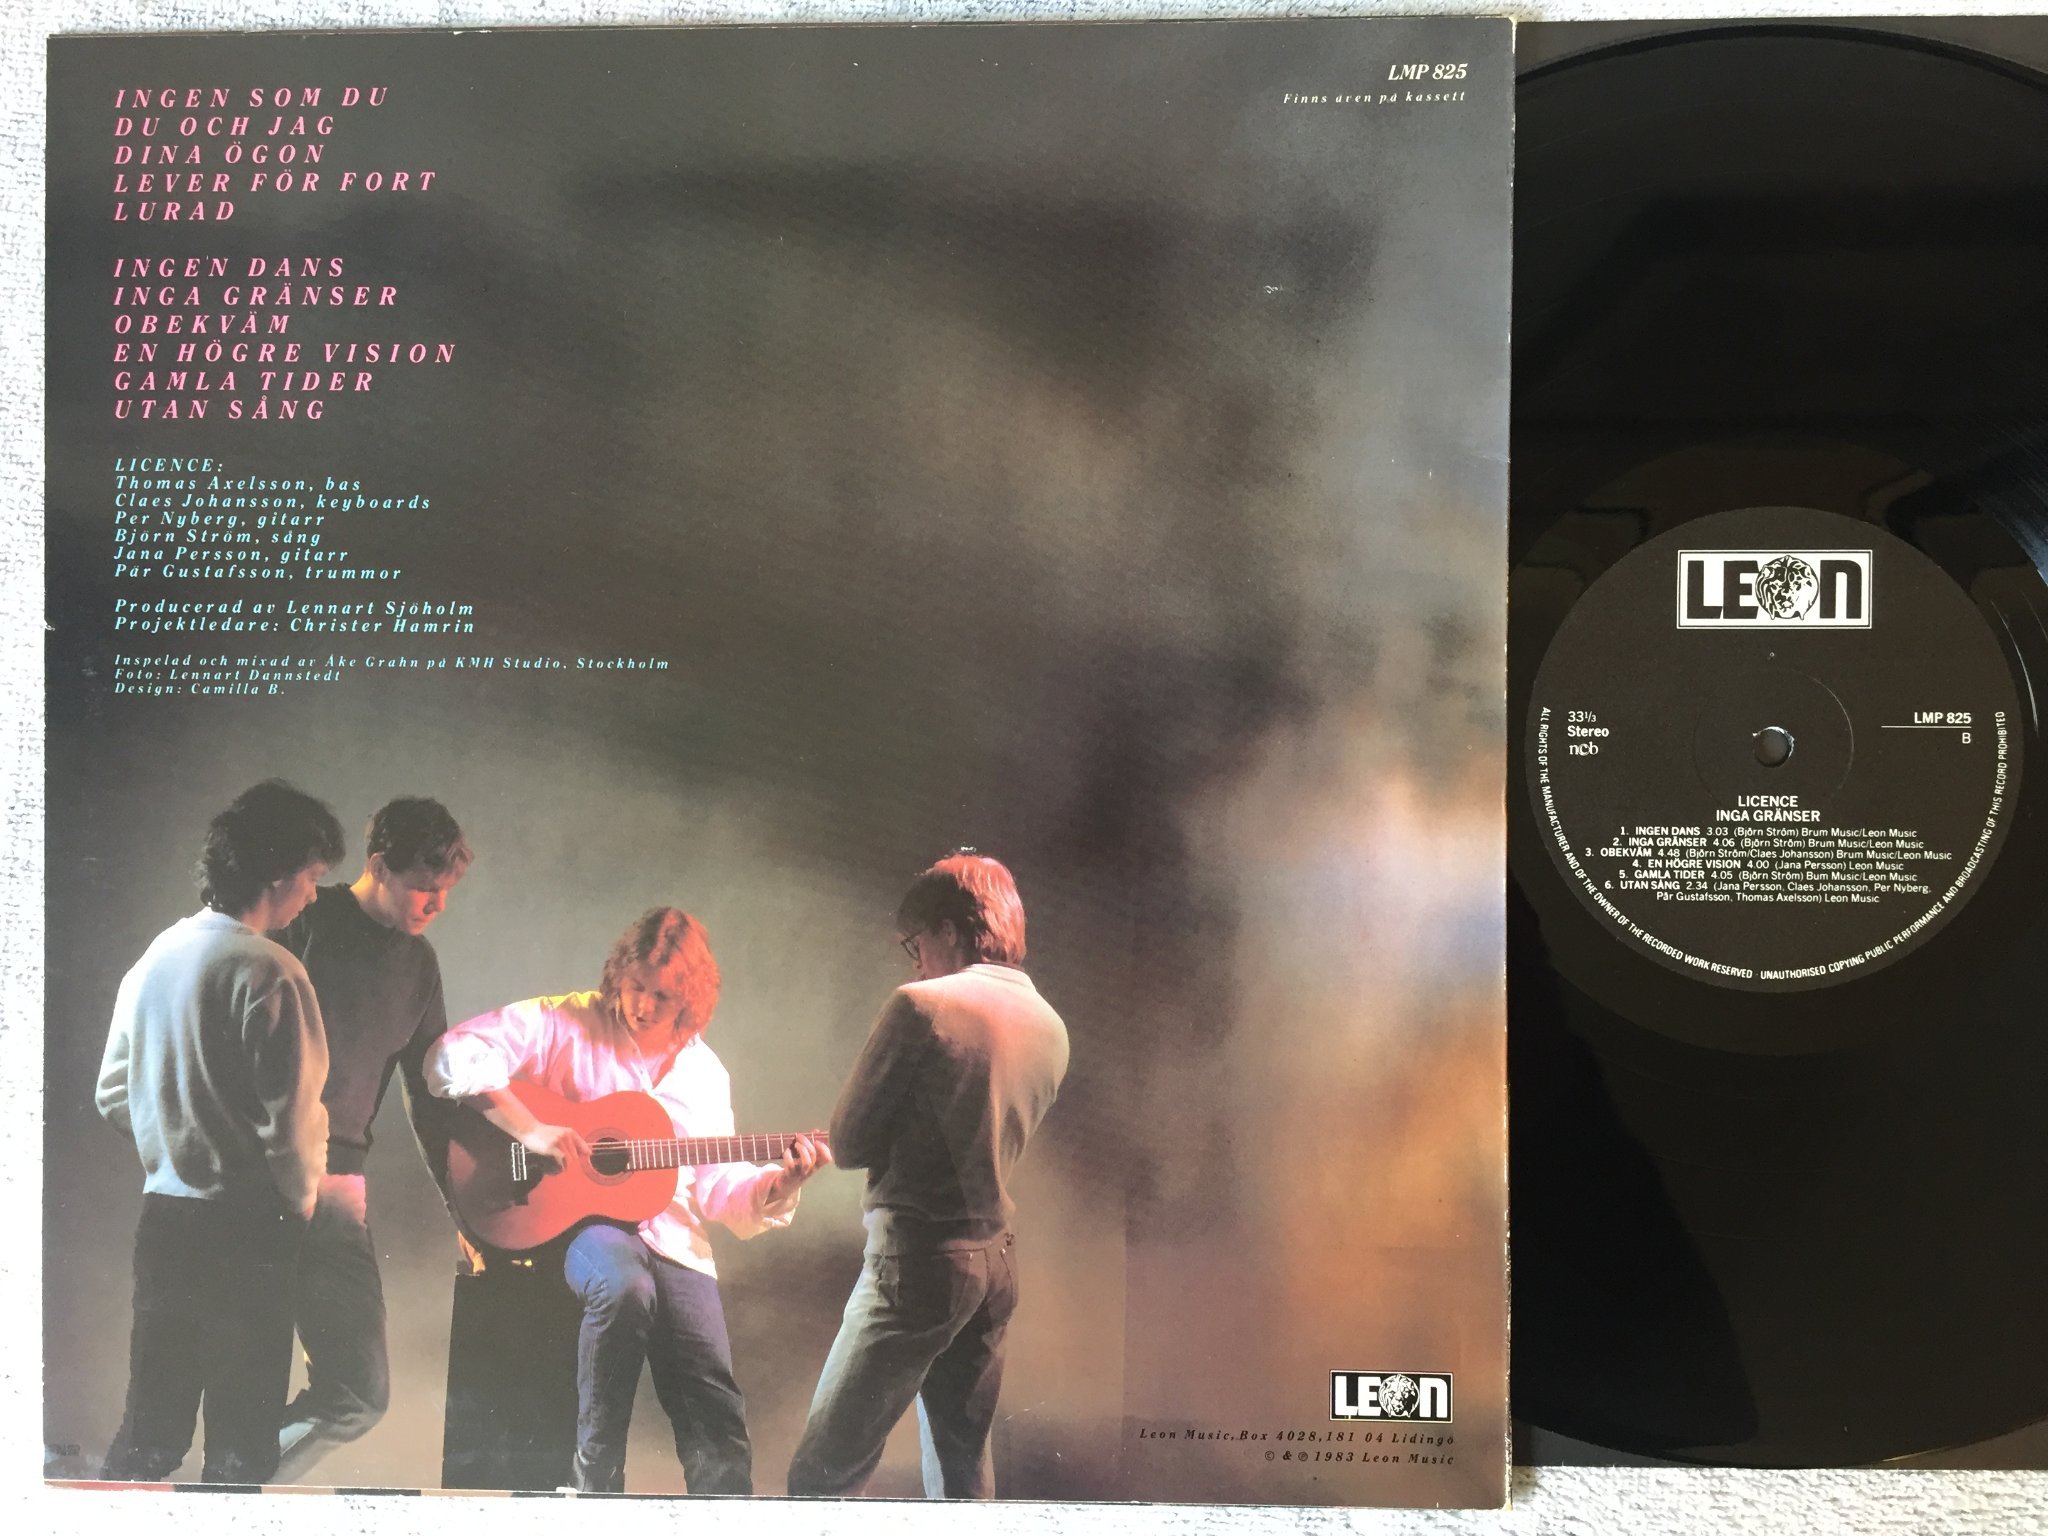 INGEN SOM DU
DU OCH JAG
DINA ÖGON
LEVER FÖR FORT
LURAD
INGEN DANS
INGA GRÄNSER
OBEKVÄM
EN HÖGRE VISION
GAMLA TIDER
UTAN SÅNG
LICENCE:
Thomas Axelsson, bas
Claes Johansson, keyboards
Per Nyberg, gitarr
Björn Ström, sång
Jana Persson, gitarr
Pär Gustafsson, trummor
Producerad av Lennart Sjöholm
Projektledare: Christer Hamrin
Inspelad och mixad av Åke Grahn på KMH Studio, Stockholm
Foto: Lennart Dannstedt
Design: Camilla B.
LMP 825
Finns även på kassett
LEON
Leon Music, Box 4028, 181 04 Lidingö
© & ℗ 1983 Leon Music
LEON
33⅓
Stereo
ncb
LMP 825
B
LICENCE
INGA GRÄNSER
1. INGEN DANS 3.03 (Björn Ström) Brum Music/Leon Music
2. INGA GRÄNSER 4.06 (Björn Ström) Brum Music/Leon Music
3. OBEKVÄM 4.48 (Björn Ström/Claes Johansson) Brum Music/Leon Music
4. EN HÖGRE VISION 4.00 (Jana Persson) Leon Music
5. GAMLA TIDER 4.05 (Björn Ström) Bum Music/Leon Music
6. UTAN SÅNG 2.34 (Jana Persson, Claes Johansson, Per Nyberg,
Pär Gustafsson, Thomas Axelsson) Leon Music
ALL RIGHTS OF THE MANUFACTURER AND OF THE OWNER OF THE RECORDED WORK RESERVED · UNAUTHORISED COPYING PUBLIC PERFORMANCE AND BROADCASTING OF THIS RECORD PROHIBITED